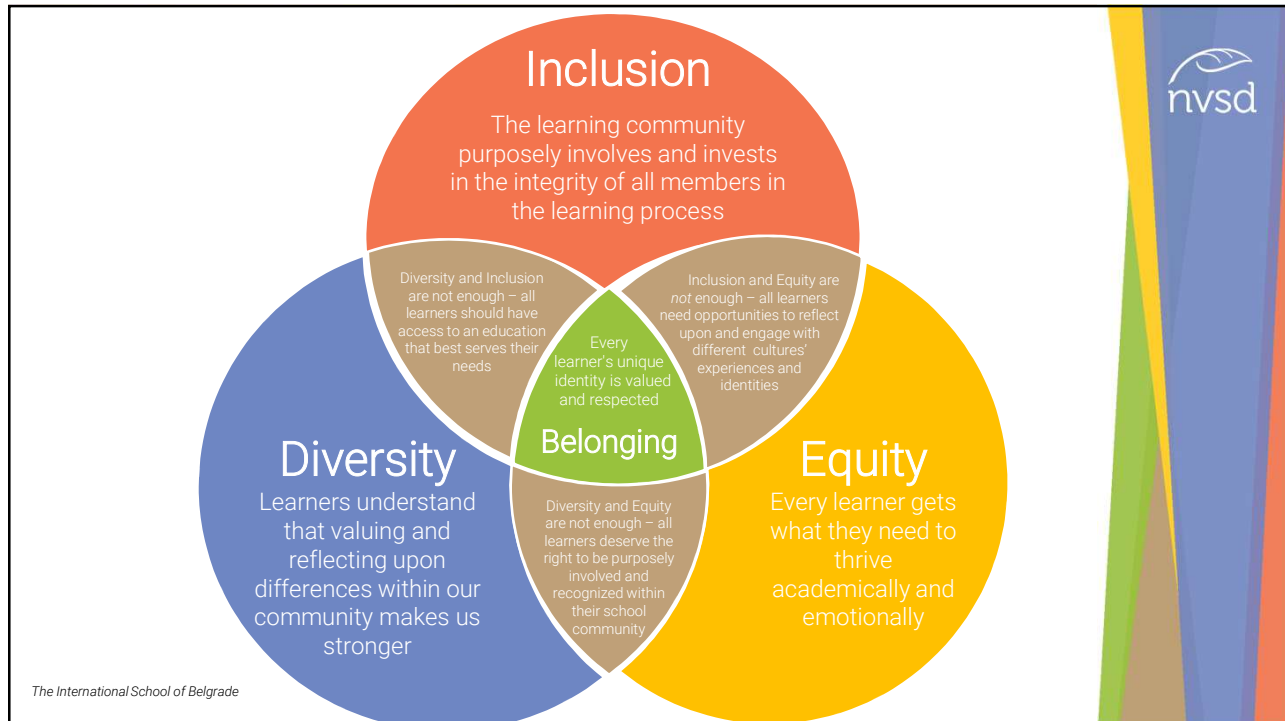 Inclusion
The learning community
purposely involves and invests
in the integrity of all members in
the learning process
nvsd
Diversity and Inclusion
are not enough – all
learners should have
access to an education
that best serves their
needs
Inclusion and Equity are
not enough – all learners
need opportunities to reflect
upon and engage with
different cultures’
experiences and
identities
Every
learner's unique
identity is valued
and respected
Belonging
Diversity
Learners understand
that valuing and
reflecting upon
differences within our
community makes us
stronger
Diversity and Equity
are not enough – all
learners deserve the
right to be purposely
involved and
recognized within
their school
community
Equity
Every learner gets
what they need to
thrive
academically and
emotionally
The International School of Belgrade